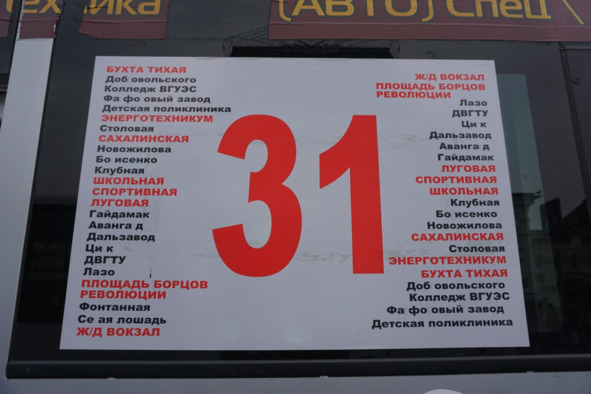 ехника
(АВТО) Спец
БУХТА ТИХАЯ
Доб овольского
Колледж ВГУЭС
Фа фо овый завод
Детская поликлиника
ЭНЕРГОТЕХНИКУМ
Столовая
САХАЛИНСКАЯ
Новожилова
Бо исенко
Клубная
ШКОЛЬНАЯ
СПОРТИВНАЯ
ЛУГОВАЯ
Гайдамак
Аванга д
Дальзавод
Ци к
ДВГТУ
Лазо
ПЛОЩАДЬ БОРЦОВ
РЕВОЛЮЦИИ
Фонтанная
Се ая лошадь
Ж/Д ВОКЗАЛ
31
Ж/Д ВОКЗАЛ
ПЛОЩАДЬ БОРЦОВ
РЕВОЛЮЦИИ
Лазо
ДВГТУ
Ци к
Дальзавод
Аванга д
Гайдамак
ЛУГОВАЯ
СПОРТИВНАЯ
ШКОЛЬНАЯ
Клубная
Бо исенко
Новожилова
САХАЛИНСКАЯ
Столовая
ЭНЕРГОТЕХНИКУМ
БУХТА ТИХАЯ
Доб овольского
Колледж ВГУЭС
Фа фо овый завод
Детская поликлиника